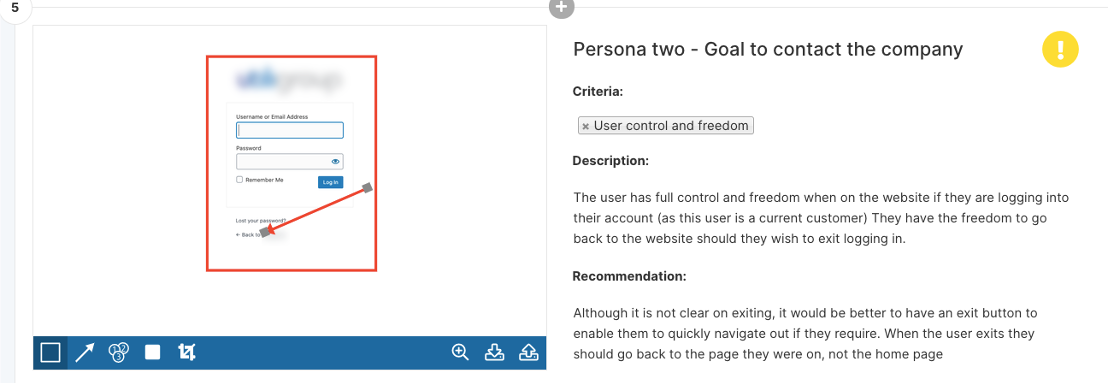 5
Persona two - Goal to contact the company
Criteria:
× User control and freedom
Description:
The user has full control and freedom when on the website if they are logging into
their account (as this user is a current customer) They have the freedom to go
back to the website should they wish to exit logging in.
Recommendation:
Although it is not clear on exiting, it would be better to have an exit button to
enable them to quickly navigate out if they require. When the user exits they
should go back to the page they were on, not the home page
Username or Email Address
Password
Remember Me
Log In
Lost your password?
← Back to
1 2
3